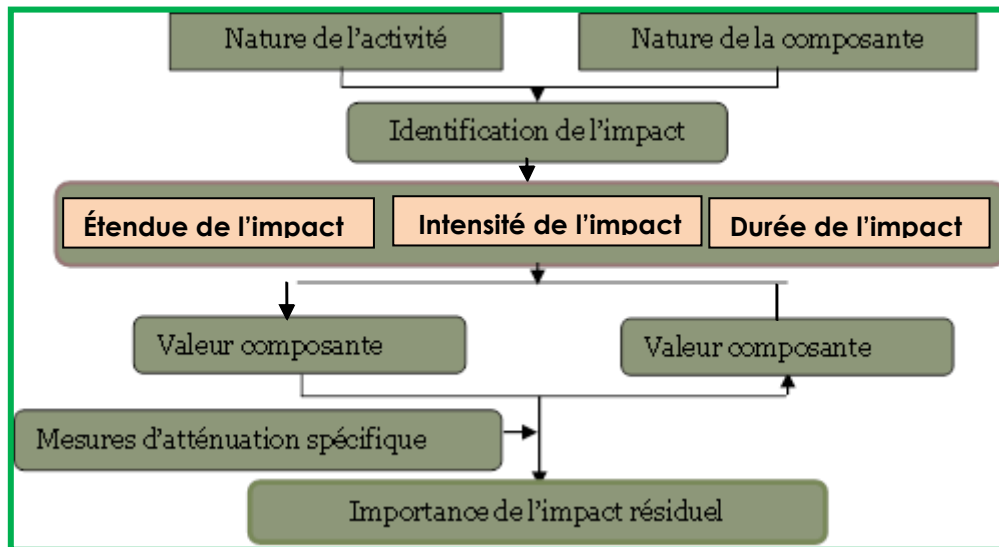 Nature de l’activité
Nature de la composante
Identification de l’impact
Étendue de l’impact
Intensité de l’impact
Durée de l’impact
Valeur composante
Valeur composante
Mesures d’atténuation spécifique
Importance de l’impact résiduel